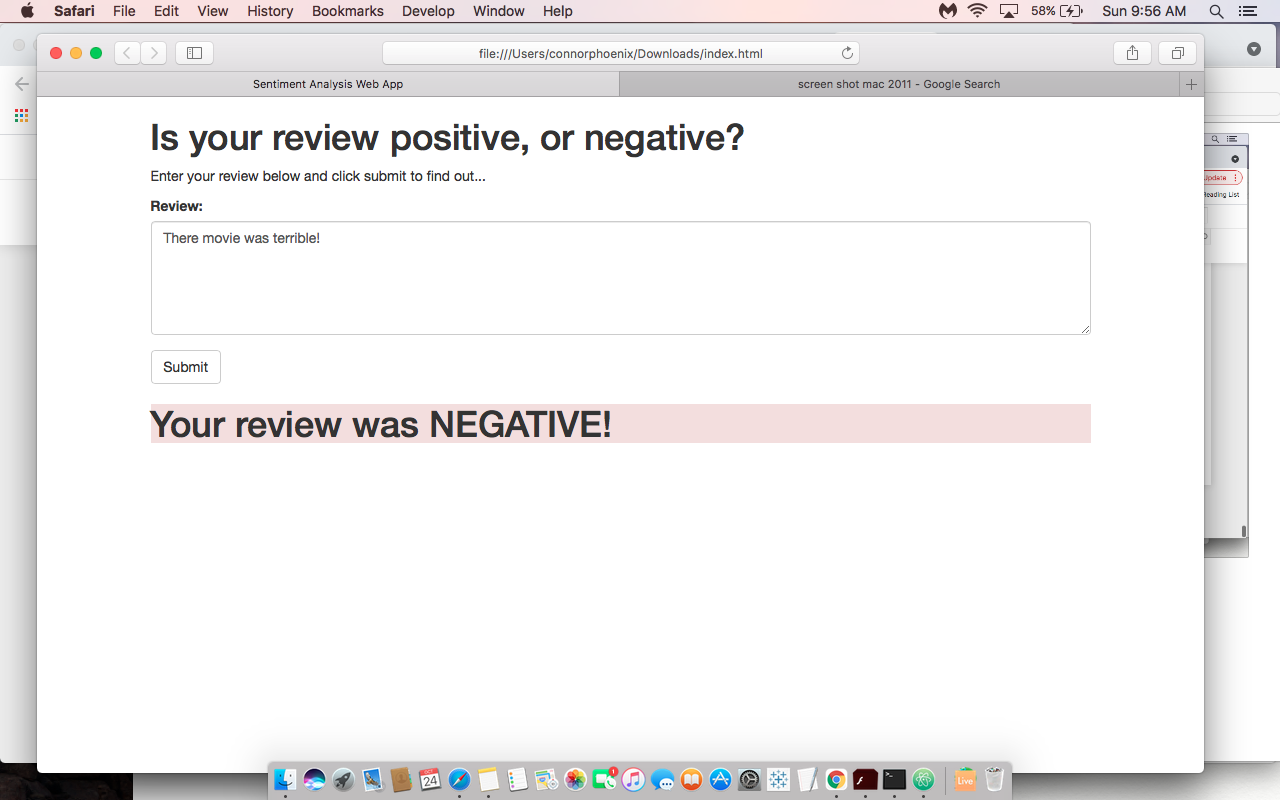 Safari File Edit View History Bookmarks Develop Window Help 58% Sun 9:56 AM
file:///Users/connorphoenix/Downloads/index.html
Sentiment Analysis Web App screen shot mac 2011 - Google Search
Is your review positive, or negative?
Enter your review below and click submit to find out...
Review:
There movie was terrible!
Submit
Your review was NEGATIVE!
Update
Reading List
OCT
24
1
Live